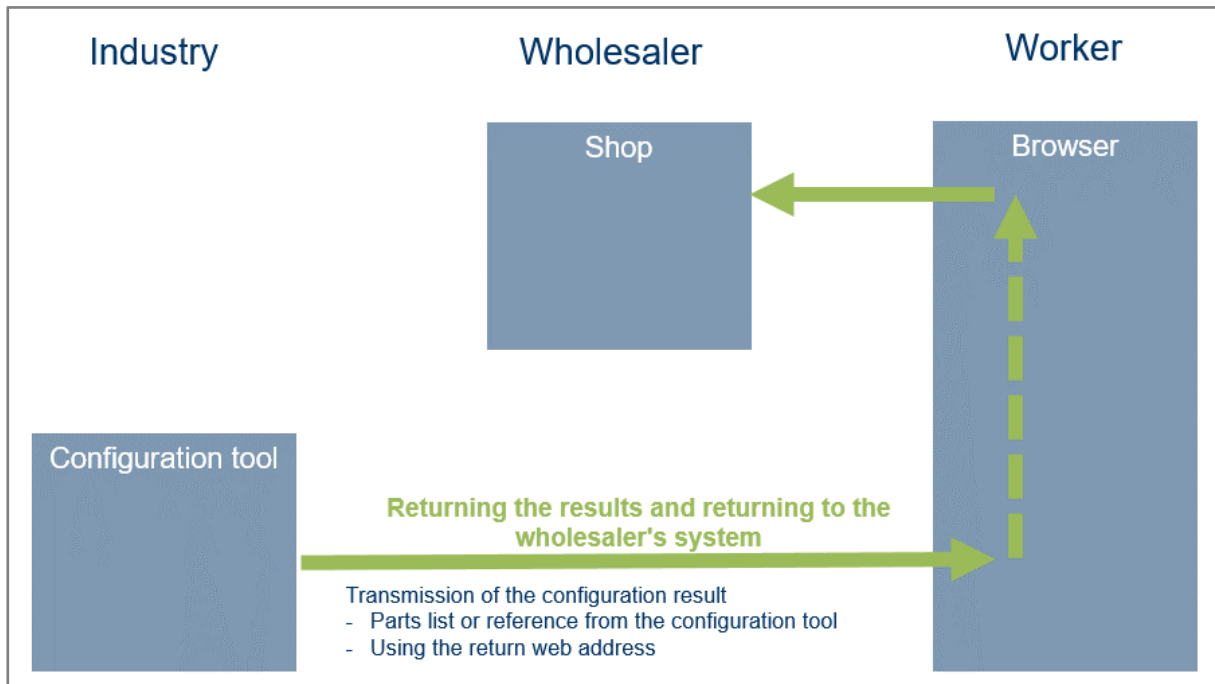 Industry
Wholesaler
Worker
Shop
Browser
Configuration tool
Returning the results and returning to the
wholesaler's system
Transmission of the configuration result
- Parts list or reference from the configuration tool
- Using the return web address